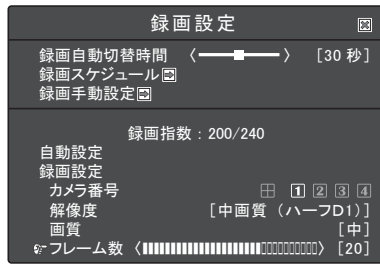 録画設定
録画自動切替時間 〈 〉 [30 秒]
録画スケジュール
録画手動設定
録画指数：200/240
自動設定
録画設定
カメラ番号 1 2 3 4
解像度 [中画質（ハーフD1)]
画質 [中]
フレーム数 〈 〉 [20]